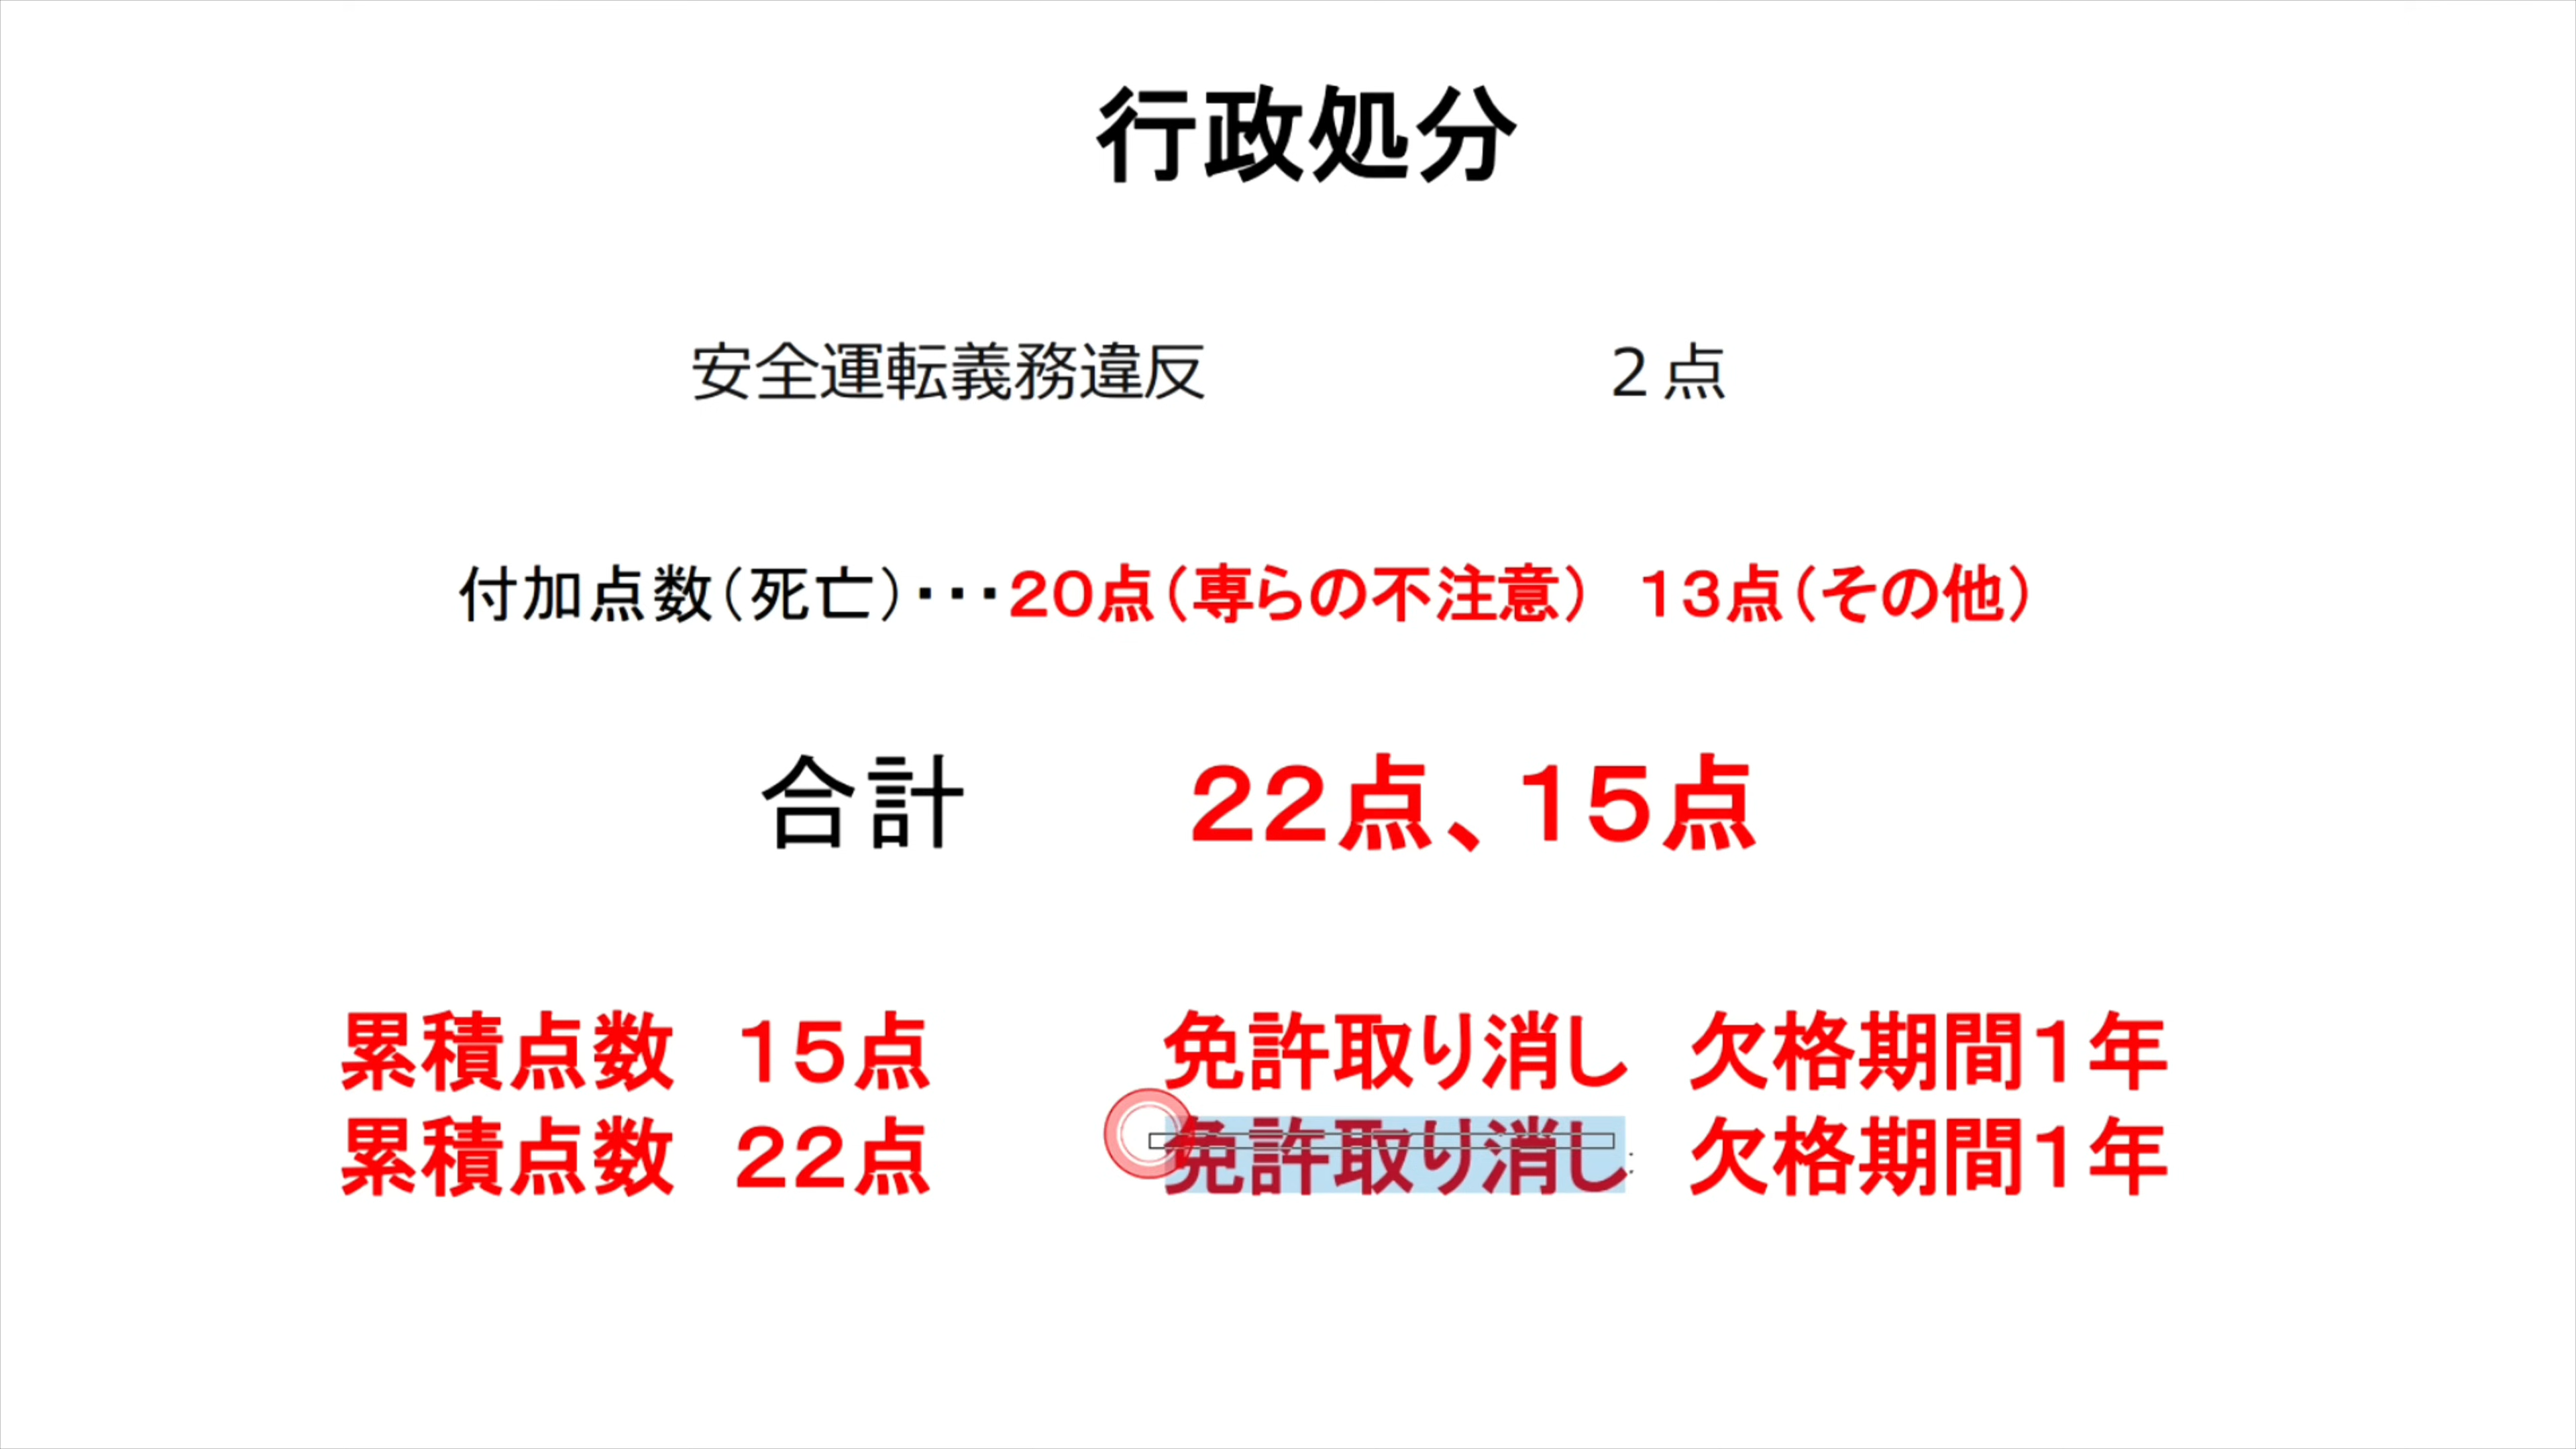 行政処分
安全運転義務違反　　２点
付加点数（死亡）・・・２０点（専らの不注意）　１３点（その他）
合計　　２２点、１５点
累積点数　１５点　　免許取り消し　欠格期間１年
累積点数　２２点　　免許取り消し　欠格期間１年